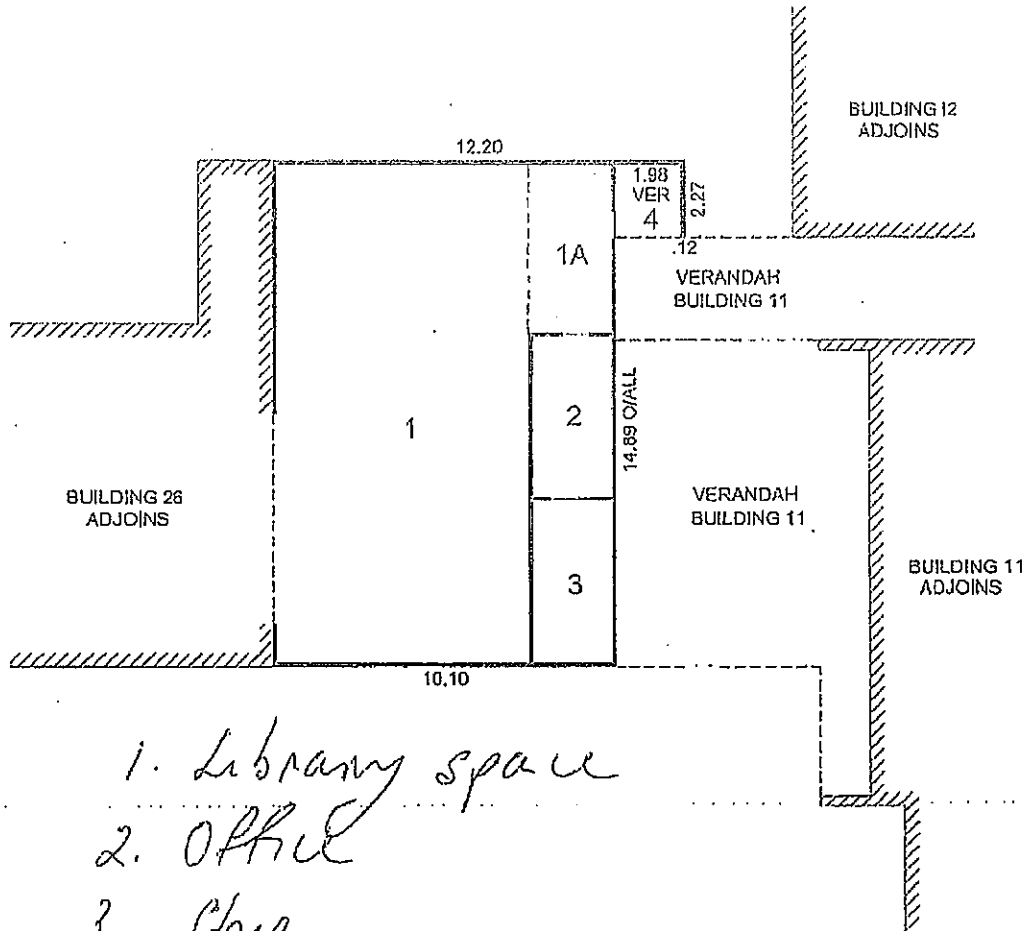 BUILDING 12
ADJOINS
12.20
1.98
VER
4
2.27
.12
1A
VERANDAH
BUILDING 11
1
2
14.89 O/ALL
BUILDING 26
ADJOINS
VERANDAH
BUILDING 11
BUILDING 11
ADJOINS
3
10.10
1. Library space
2. Office
3.